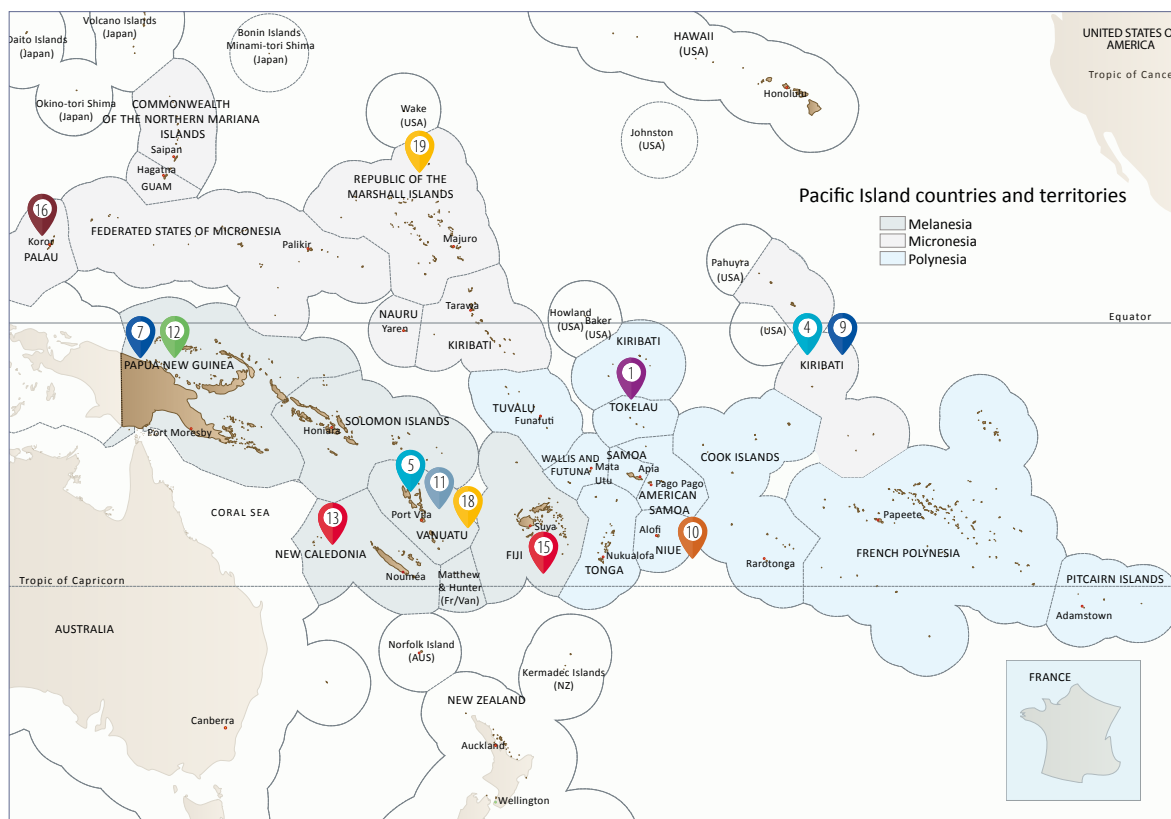 Volcano Islands
(Japan)
Daito Islands
(Japan)
Bonin Islands
Minami-tori Shima
(Japan)
HAWAII
(USA)
UNITED STATES O
AMERICA
Tropic of Cance
Okino-tori Shima
(Japan)
COMMONWEALTH
OF THE NORTHERN MARIANA
ISLANDS
Saipan
Hagatna
GUAM
Wake
(USA)
Honolulu
Johnston
(USA)
19
REPUBLIC OF THE
MARSHALL ISLANDS
Majuro
Pacific Island countries and territories
Melanesia
Micronesia
Polynesia
16
Koror
PALAU
FEDERATED STATES OF MICRONESIA
Palikir
Pahuyra
(USA)
Tarawa
NAURU
Yaren
KIRIBATI
Howland
(USA)
Baker
(USA)
KIRIBATI
(USA)
4
9
KIRIBATI
Equator
7
12
PAPUA NEW GUINEA
Port Moresby
1
TOKELAU
TUVALU
Funafuti
SOLOMON ISLANDS
Honiara
WALLIS AND
FUTUNA
Mata
Utu
SAMOA
Apia
Pago Pago
AMERICAN
SAMOA
COOK ISLANDS
5
11
18
Port Vila
VANUATU
CORAL SEA
13
NEW CALEDONIA
Noumea
Matthew
& Hunter
(Fr/Van)
Suva
FIJI
15
Nukualofa
TONGA
Alofi
NIUE
10
Rarotonga
Papeete
FRENCH POLYNESIA
PITCAIRN ISLANDS
Adamstown
Tropic of Capricorn
AUSTRALIA
Canberra
Norfolk Island
(AUS)
Kermadec Islands
(NZ)
NEW ZEALAND
Auckland
Wellington
FRANCE